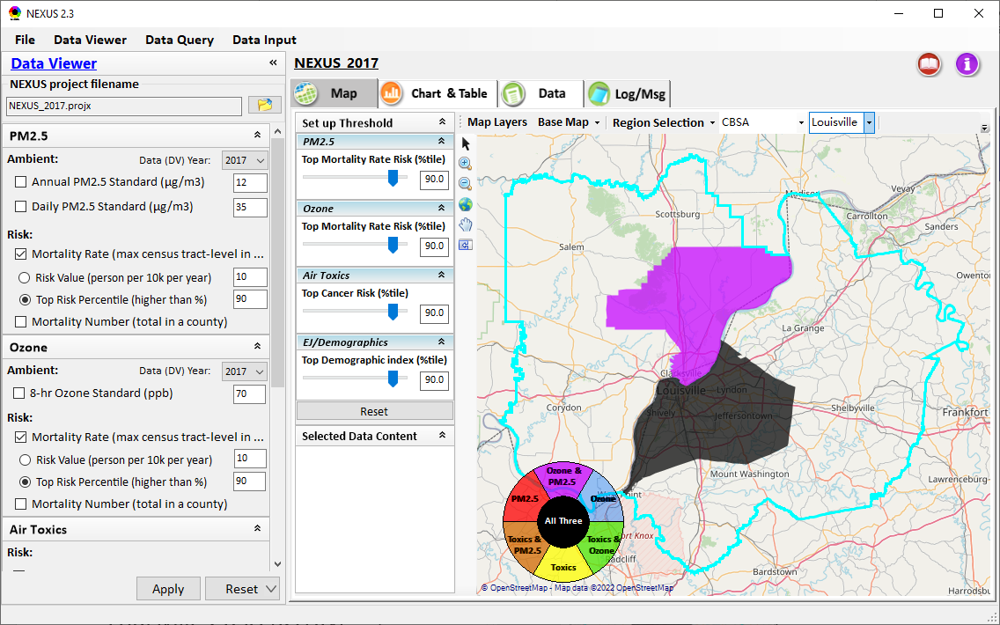 NEXUS 2.3
File Data Viewer Data Query Data Input
Data Viewer «
NEXUS project filename
NEXUS_2017.projx
PM2.5
Ambient: Data (DV) Year: 2017
Annual PM2.5 Standard (µg/m3) 12
Daily PM2.5 Standard (µg/m3) 35
Risk:
Mortality Rate (max census tract-level in ...
Risk Value (person per 10k per year) 10
Top Risk Percentile (higher than %) 90
Mortality Number (total in a county)
Ozone
Ambient: Data (DV) Year: 2017
8-hr Ozone Standard (ppb) 70
Risk:
Mortality Rate (max census tract-level in ...
Risk Value (person per 10k per year) 10
Top Risk Percentile (higher than %) 90
Mortality Number (total in a county)
Air Toxics
Risk:
Apply Reset
NEXUS_2017
Map Chart & Table Data Log/Msg
Set up Threshold
PM2.5
Top Mortality Rate Risk (%tile)
90.0
Ozone
Top Mortality Rate Risk (%tile)
90.0
Air Toxics
Top Cancer Risk (%tile)
90.0
EJ/Demographics
Top Demographic index (%tile)
90.0
Reset
Selected Data Content
Map Layers Base Map Region Selection CBSA Louisville
Madison
Vevay
Carrollton
Scottsburg
Sanders
Salem
Owento
La Grange
Clarksville
Louisville
Lyndon
Corydon
Shively
Jeffersontown
Shelbyville
Frankfort
Mount Washington
Lawrenceburg
Ozone &
PM2.5
PM2.5
Ozone
All Three
Toxics &
PM2.5
Toxics &
Ozone
Toxics
ort Knox
Radcliff
Bardstown
Harrodsbu
© OpenStreetMap - Map data ©2022 OpenStreetMap